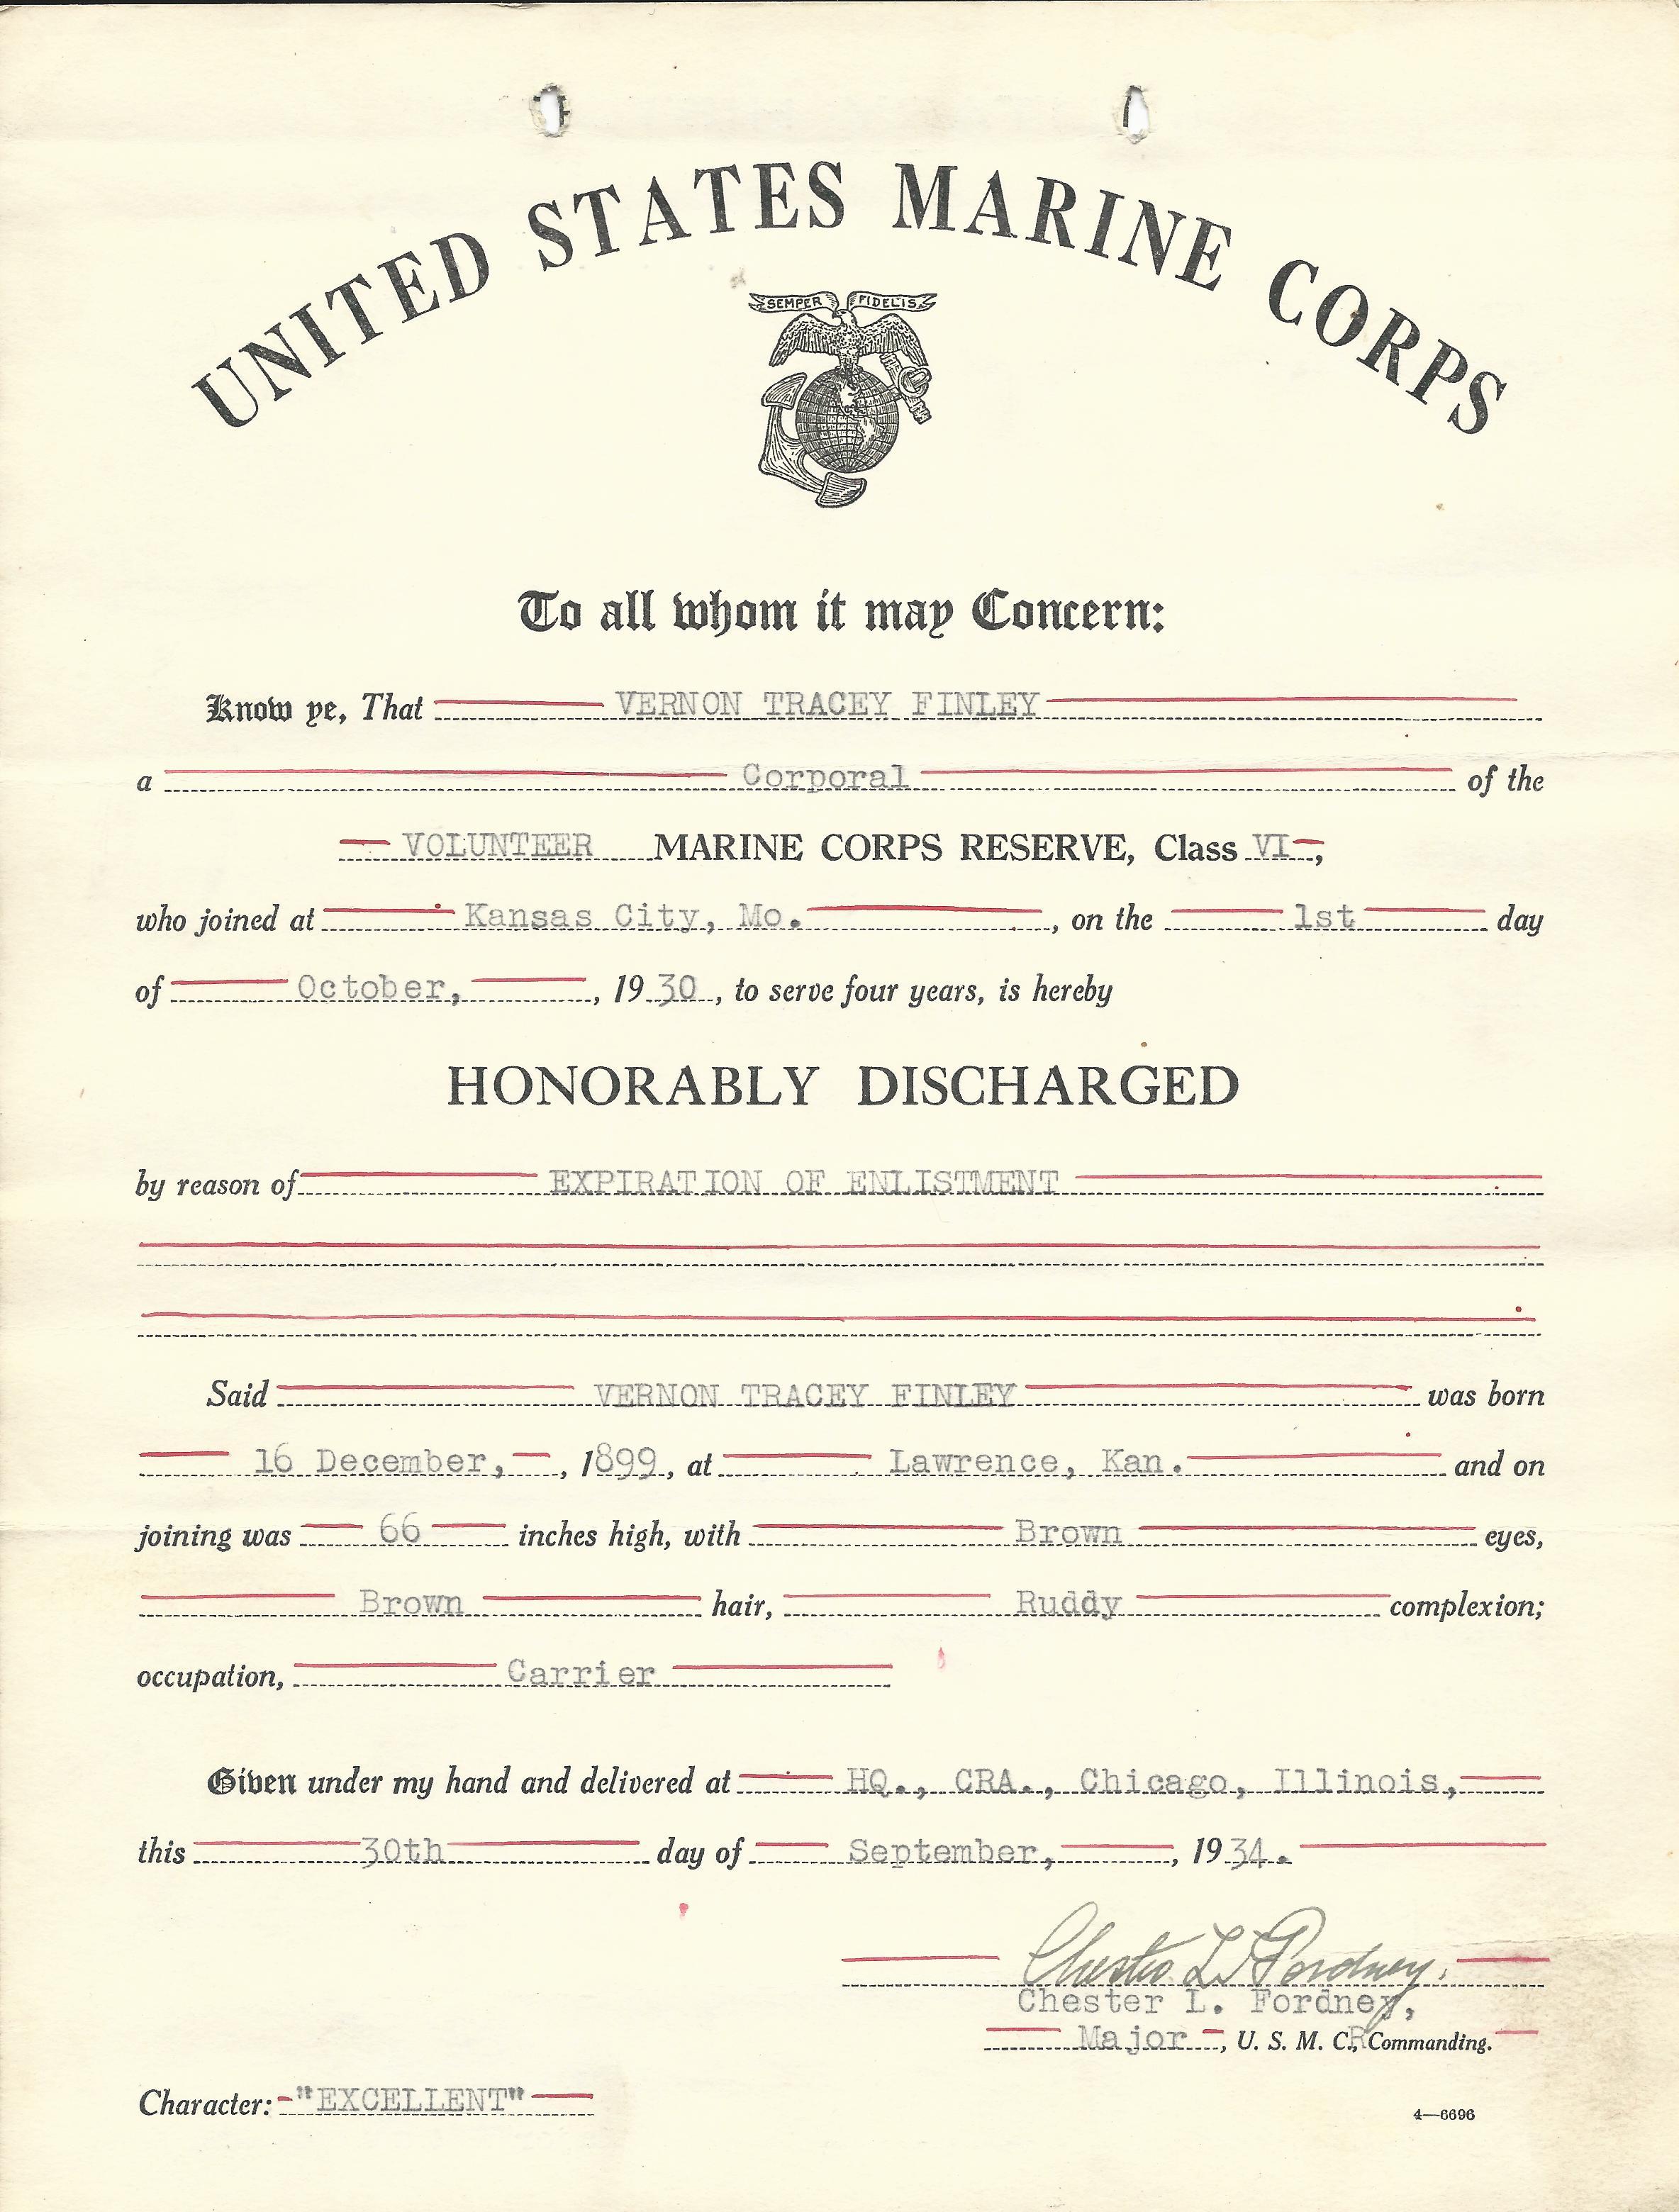 UNITED STATES MARINE CORPS
SEMPER FIDELIS
To all whom it may Concern:
Know ye, That VERNON TRACEY FINLEY
a Corporal of the
VOLUNTEER MARINE CORPS RESERVE, Class VI,
who joined at Kansas City, Mo., on the 1st day
of October, , 1930, to serve four years, is hereby
HONORABLY DISCHARGED
by reason of EXPIRATION OF ENLISTMENT
Said VERNON TRACEY FINLEY was born
16 December, , 1899, at Lawrence, Kan. and on
joining was 66 inches high, with Brown eyes,
Brown hair, Ruddy complexion;
occupation, Carrier
Given under my hand and delivered at HQ., CRA., Chicago, Illinois,
this 30th day of September, , 1934.
Chester L. Fordney.
Chester L. Fordney,
Major, U. S. M. C.R, Commanding.
Character: "EXCELLENT"
4—6696